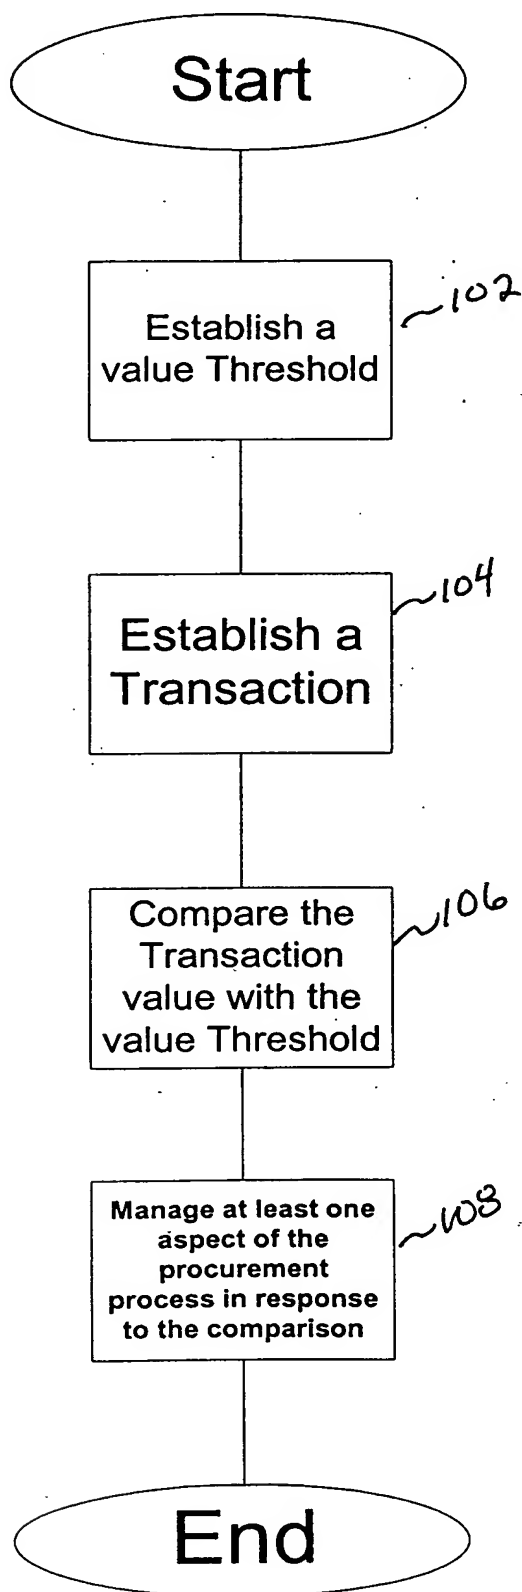 Start
102
Establish a
value Threshold
104
Establish a
Transaction
106
Compare the
Transaction
value with the
value Threshold
108
Manage at least one
aspect of the
procurement
process in response
to the comparison
End